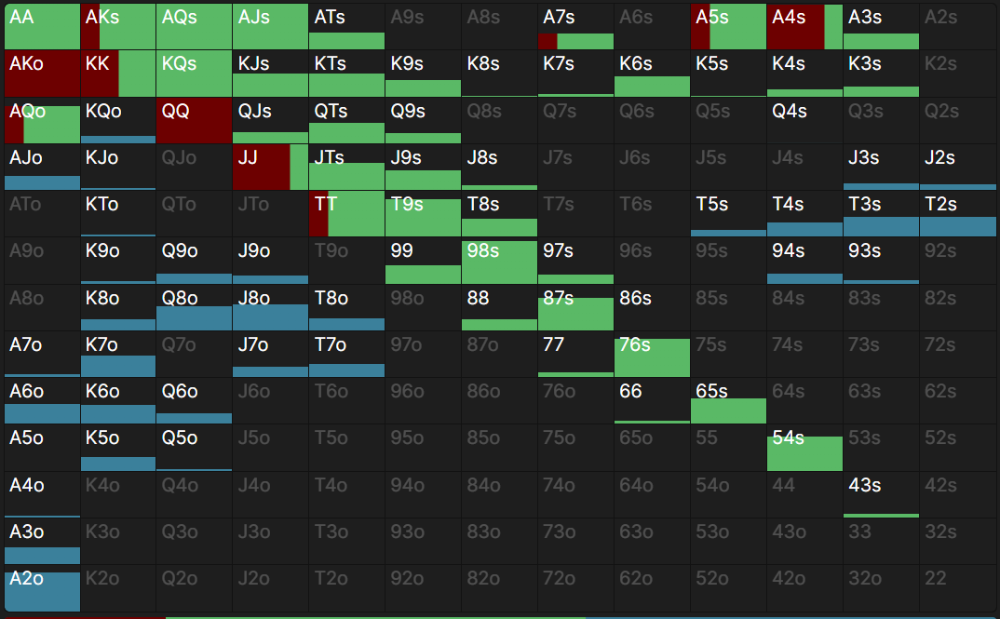 AA AKs AQs AJs ATs A9s A8s A7s A6s A5s A4s A3s A2s
AKo KK KQs KJs KTs K9s K8s K7s K6s K5s K4s K3s K2s
AQo KQo QQ QJs QTs Q9s Q8s Q7s Q6s Q5s Q4s Q3s Q2s
AJo KJo QJo JJ JTs J9s J8s J7s J6s J5s J4s J3s J2s
ATo KTo QTo JTo TT T9s T8s T7s T6s T5s T4s T3s T2s
A9o K9o Q9o J9o T9o 99 98s 97s 96s 95s 94s 93s 92s
A8o K8o Q8o J8o T8o 98o 88 87s 86s 85s 84s 83s 82s
A7o K7o Q7o J7o T7o 97o 87o 77 76s 75s 74s 73s 72s
A6o K6o Q6o J6o T6o 96o 86o 76o 66 65s 64s 63s 62s
A5o K5o Q5o J5o T5o 95o 85o 75o 65o 55 54s 53s 52s
A4o K4o Q4o J4o T4o 94o 84o 74o 64o 54o 44 43s 42s
A3o K3o Q3o J3o T3o 93o 83o 73o 63o 53o 43o 33 32s
A2o K2o Q2o J2o T2o 92o 82o 72o 62o 52o 42o 32o 22